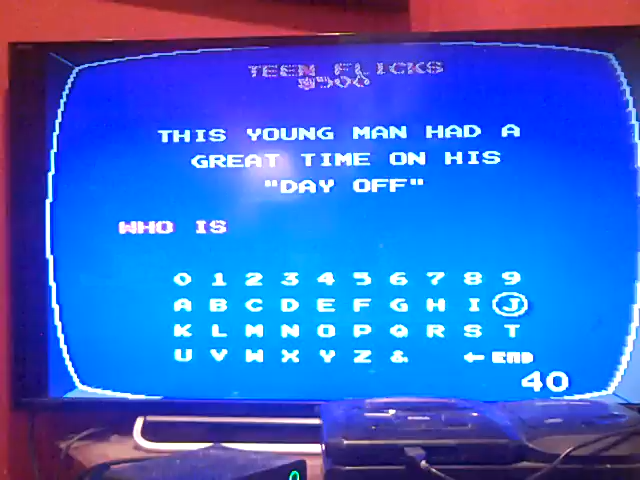 TEEN FLICKS
$500
THIS YOUNG MAN HAD A
GREAT TIME ON HIS
"DAY OFF"
WHO IS
0 1 2 3 4 5 6 7 8 9
A B C D E F G H I J
K L M N O P Q R S T
U V W X Y Z & ← END
40